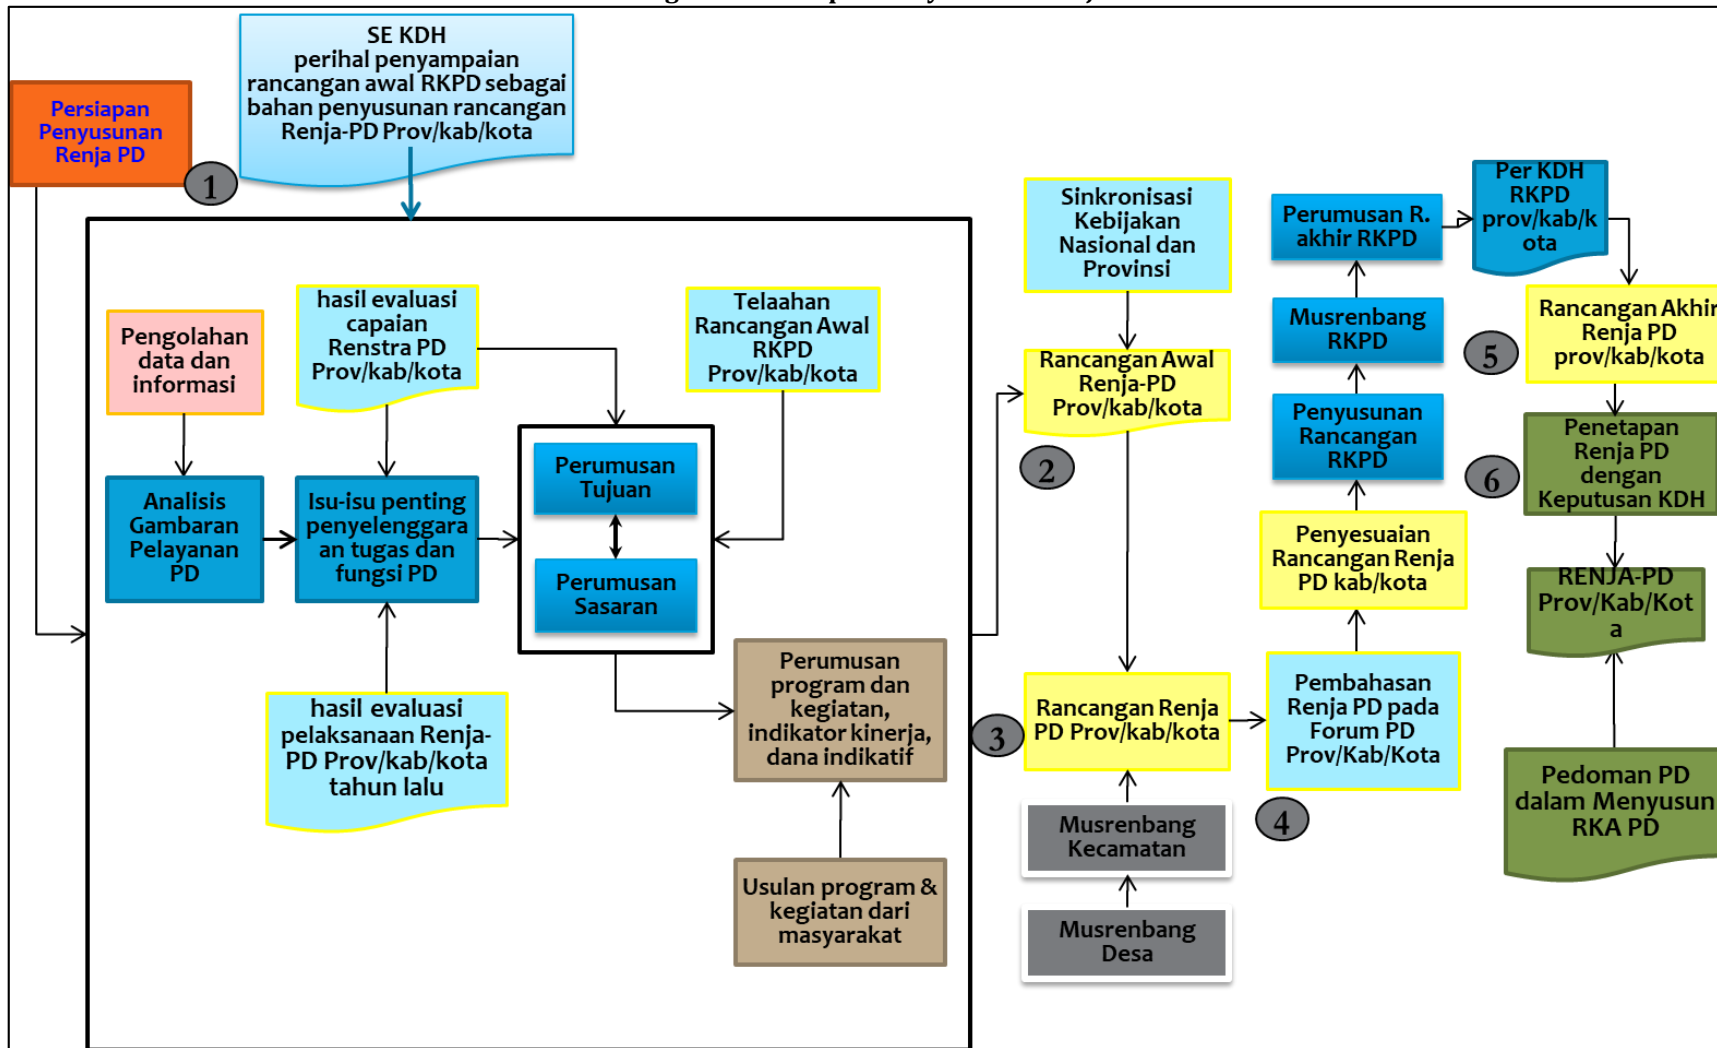 SE KDH
perihal penyampaian
rancangan awal RKPD sebagai
bahan penyusunan rancangan
Renja-PD Prov/kab/kota
Persiapan
Penyusunan
Renja PD
1
Pengolahan
data dan
informasi
hasil evaluasi
capaian
Renstra PD
Prov/kab/kota
Telaahan
Rancangan Awal
RKPD
Prov/kab/kota
Analisis
Gambaran
Pelayanan
PD
Isu-isu penting
penyelenggara
an tugas dan
fungsi PD
Perumusan
Tujuan
Perumusan
Sasaran
hasil evaluasi
pelaksanaan Renja-
PD Prov/kab/kota
tahun lalu
Perumusan
program dan
kegiatan,
indikator kinerja,
dana indikatif
Usulan program &
kegiatan dari
masyarakat
Sinkronisasi
Kebijakan
Nasional dan
Provinsi
Rancangan Awal
Renja-PD
Prov/kab/kota
2
3
Rancangan Renja
PD Prov/kab/kota
Musrenbang
Kecamatan
Musrenbang
Desa
4
Pembahasan
Renja PD pada
Forum PD
Prov/Kab/Kota
Penyesuaian
Rancangan Renja
PD kab/kota
Penyusunan
Rancangan
RKPD
Musrenbang
RKPD
Perumusan R.
akhir RKPD
Per KDH
RKPD
prov/kab/k
ota
5
Rancangan Akhir
Renja PD
prov/kab/kota
6
Penetapan
Renja PD
dengan
Keputusan KDH
RENJA-PD
Prov/Kab/Kot
a
Pedoman PD
dalam Menyusun
RKA PD